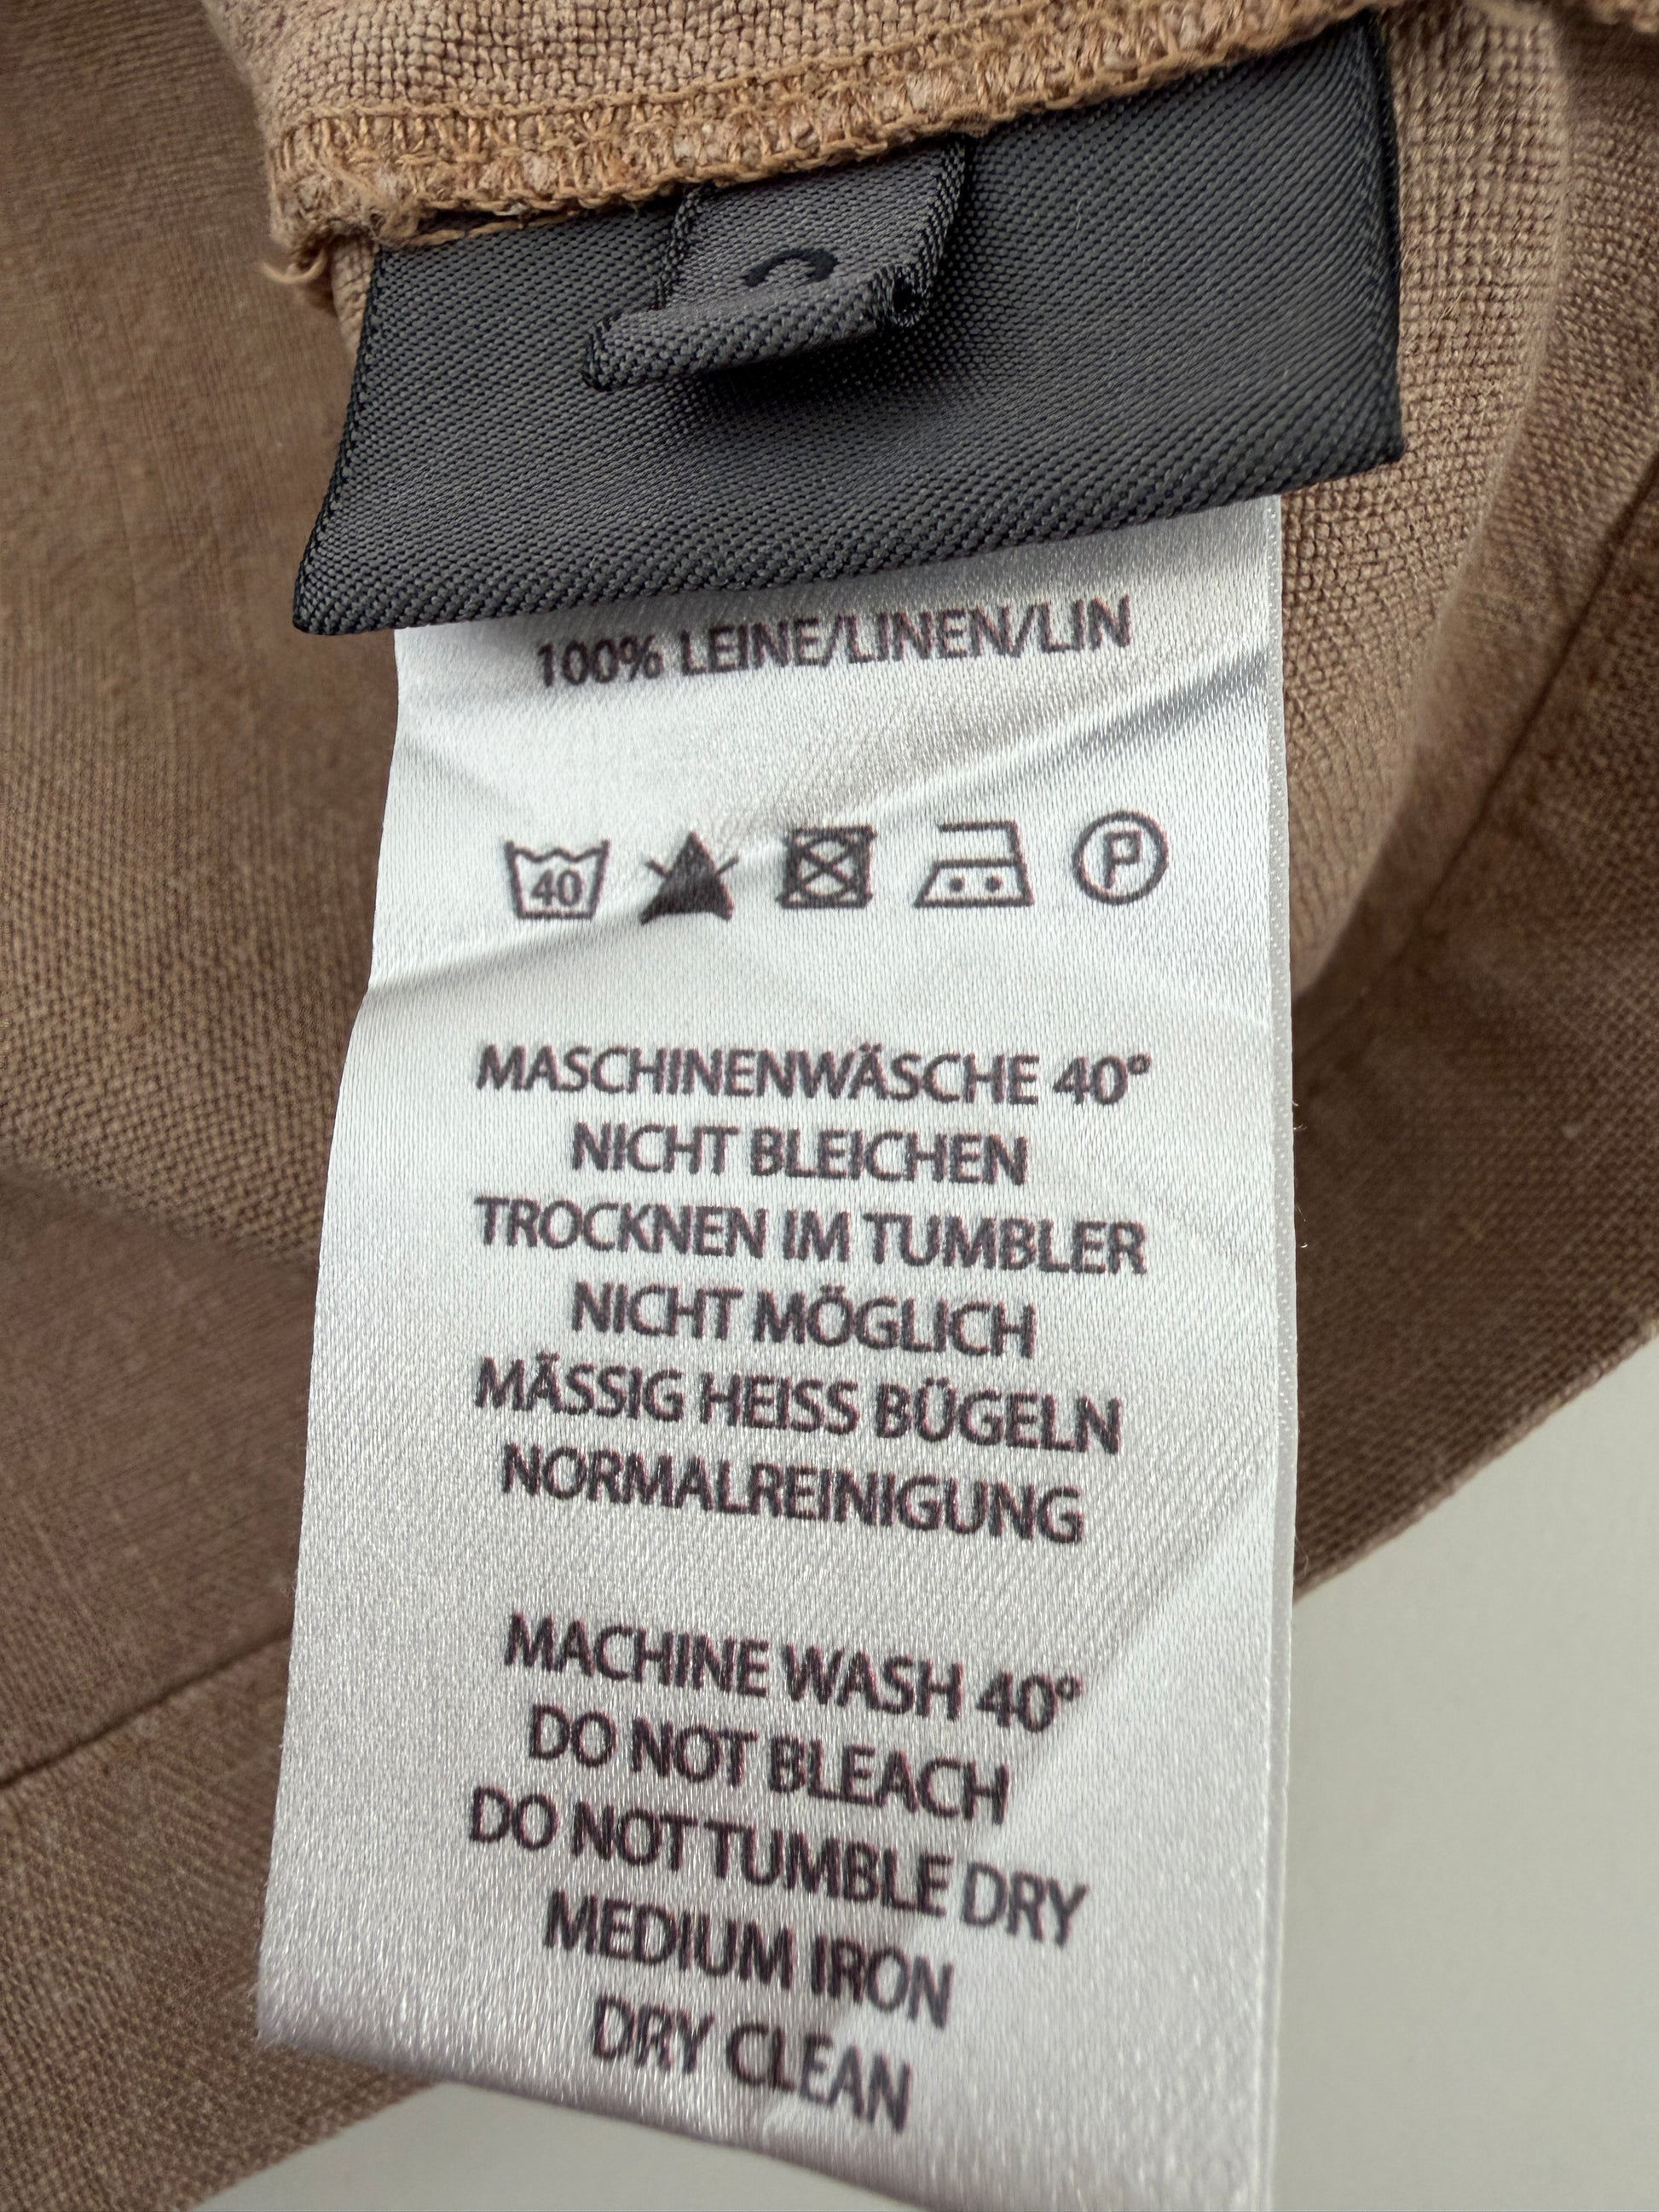 100% LEINE/LINEN/LIN
40
P
MASCHINENWÄSCHE 40°
NICHT BLEICHEN
TROCKNEN IM TUMBLER
NICHT MÖGLICH
MÄSSIG HEISS BÜGELN
NORMALREINIGUNG
MACHINE WASH 40°
DO NOT BLEACH
DO NOT TUMBLE DRY
MEDIUM IRON
DRY CLEAN